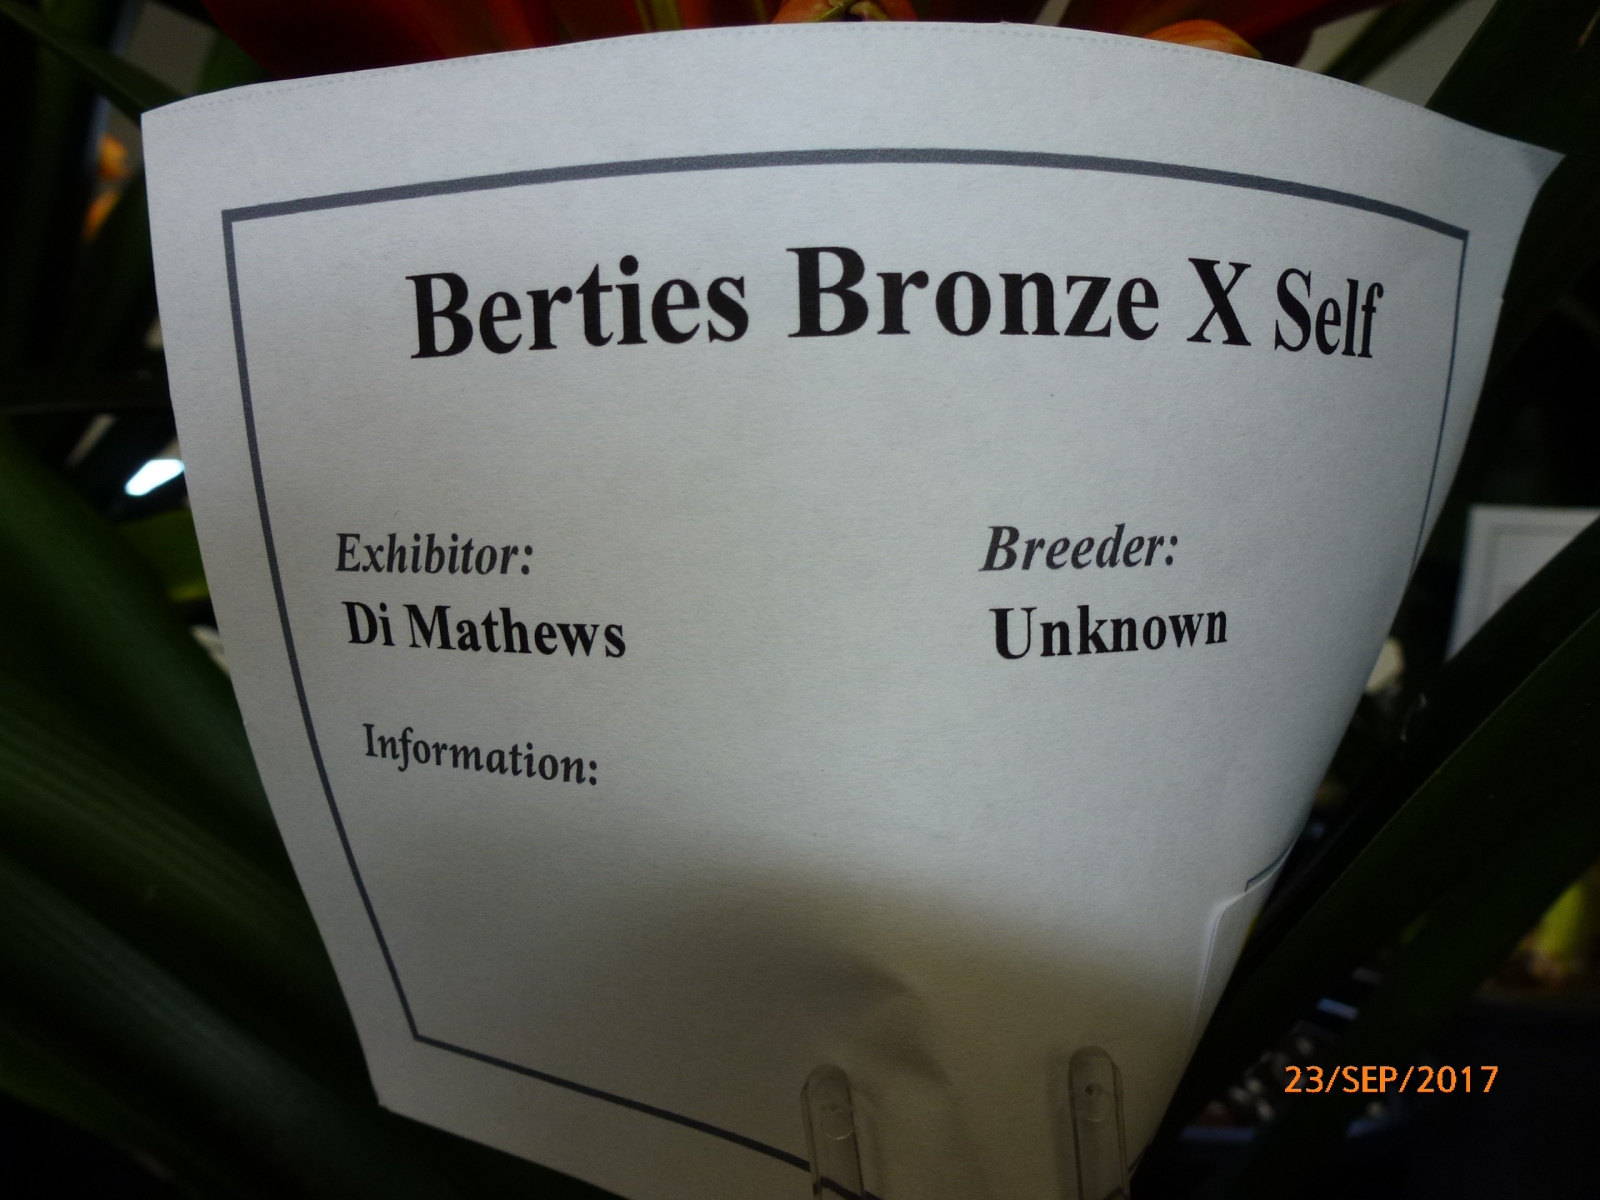 Berties Bronze X Self
Exhibitor:
Breeder:
Di Mathews
Unknown
Information:
23/SEP/2017